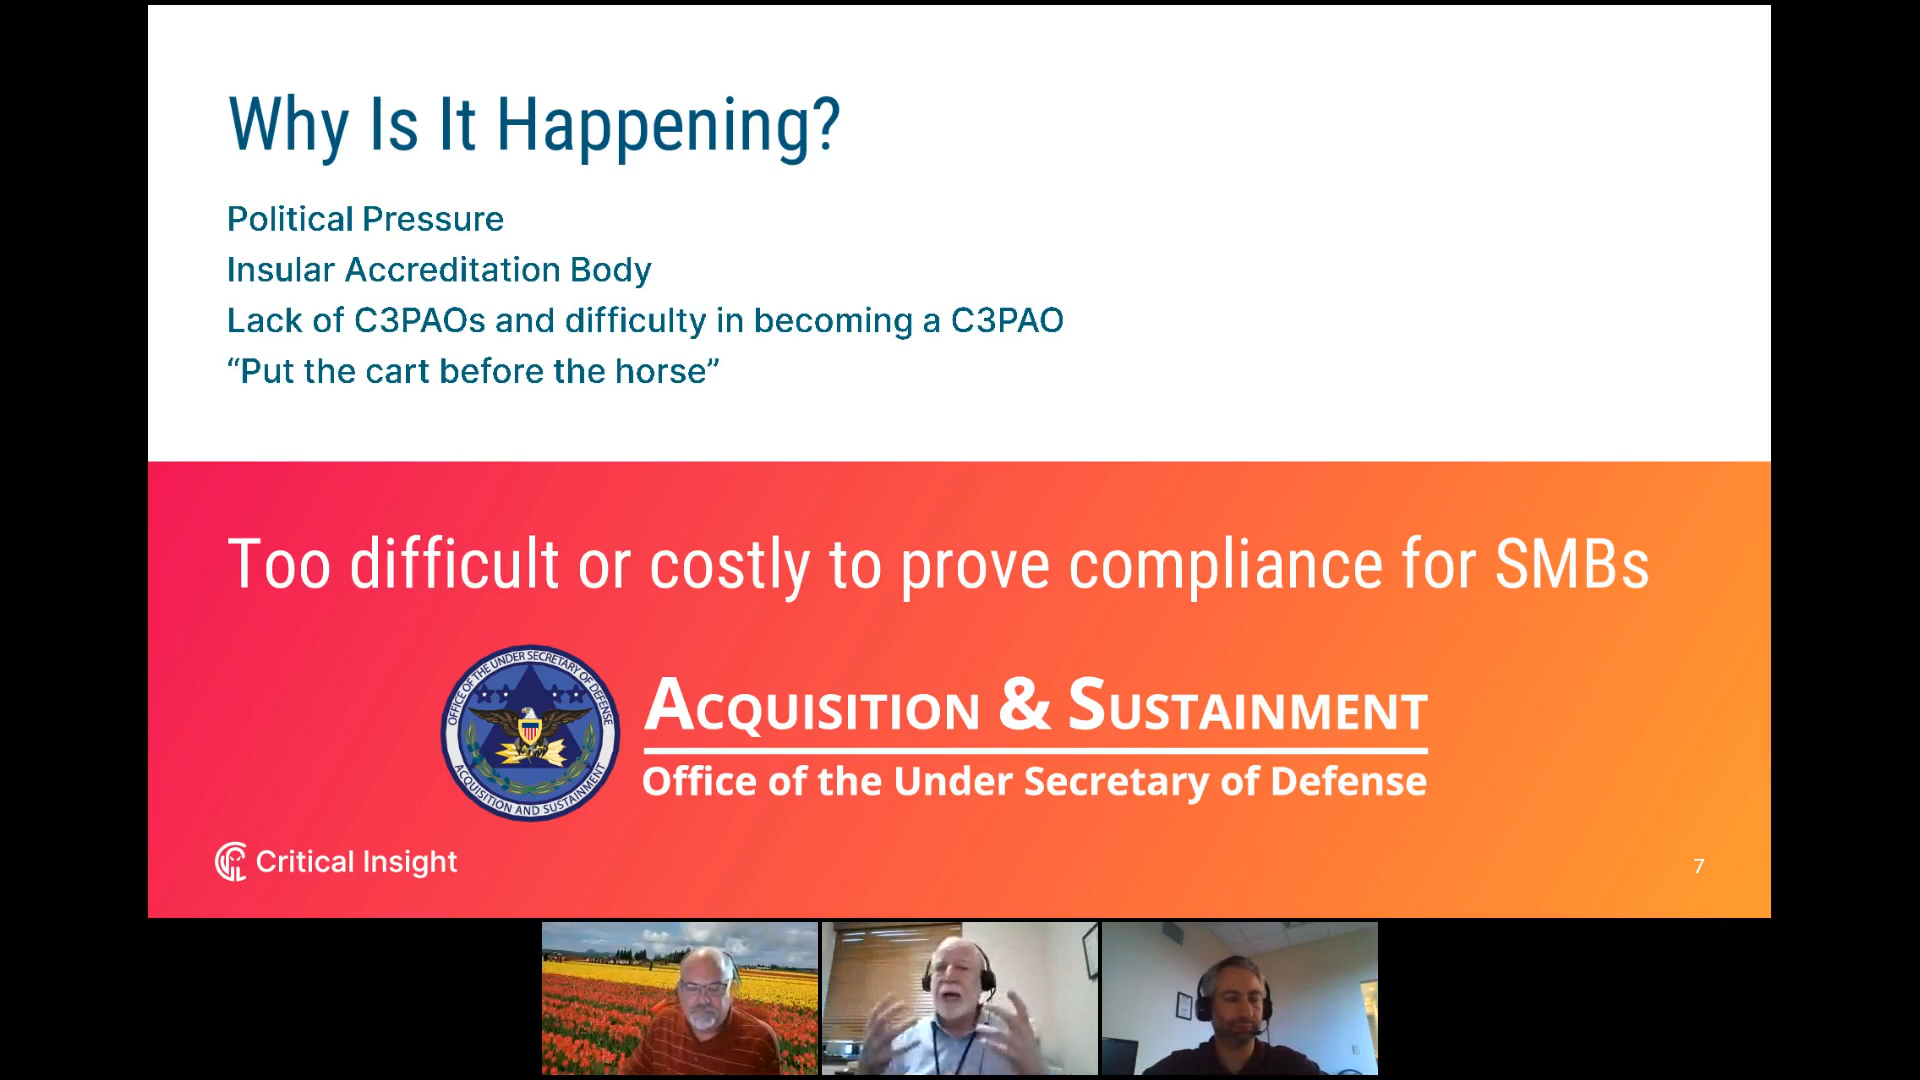 Why Is It Happening?
Political Pressure
Insular Accreditation Body
Lack of C3PAOs and difficulty in becoming a C3PAO
“Put the cart before the horse”
Too difficult or costly to prove compliance for SMBs
OFFICE OF THE UNDER SECRETARY OF DEFENSE
ACQUISITION AND SUSTAINMENT
ACQUISITION & SUSTAINMENT
Office of the Under Secretary of Defense
Critical Insight
7